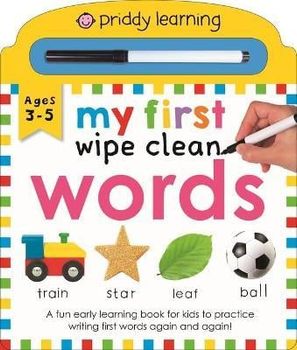 priddy learning
Ages
3-5
my first
wipe clean
words
train star leaf ball
A fun early learning book for kids to practice
writing first words again and again!